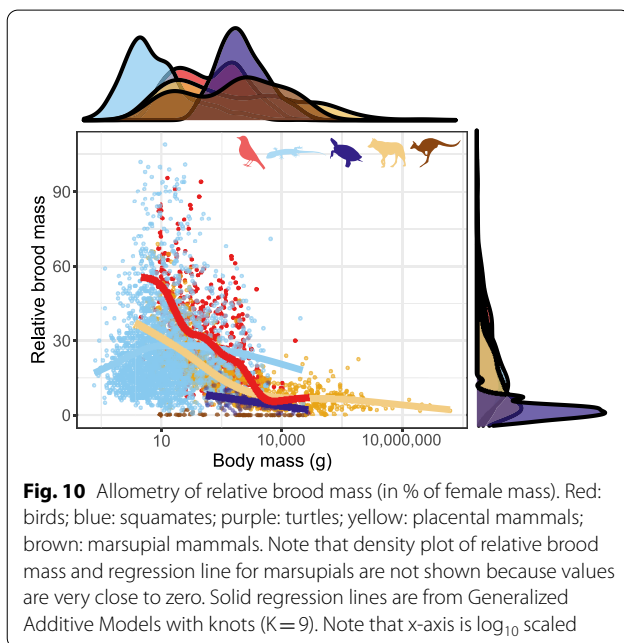 90
60
30
0
Relative brood mass
10
10,000
10,000,000
Body mass (g)
Fig. 10 Allometry of relative brood mass (in % of female mass). Red:
birds; blue: squamates; purple: turtles; yellow: placental mammals;
brown: marsupial mammals. Note that density plot of relative brood
mass and regression line for marsupials are not shown because values
are very close to zero. Solid regression lines are from Generalized
Additive Models with knots (K=9). Note that x-axis is log10 scaled